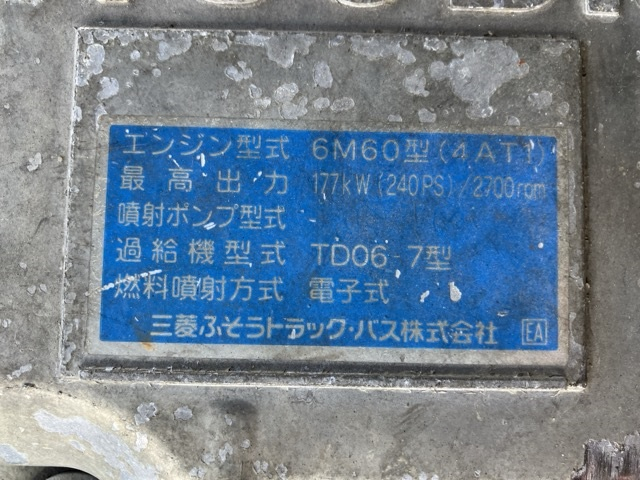 エンジン型式 6M60型(4AT1)
最高出力 177kW(240PS)/2700rpm
噴射ポンプ型式
過給機型式 TD06-7型
燃料噴射方式 電子式
三菱ふそうトラック・バス株式会社 EA